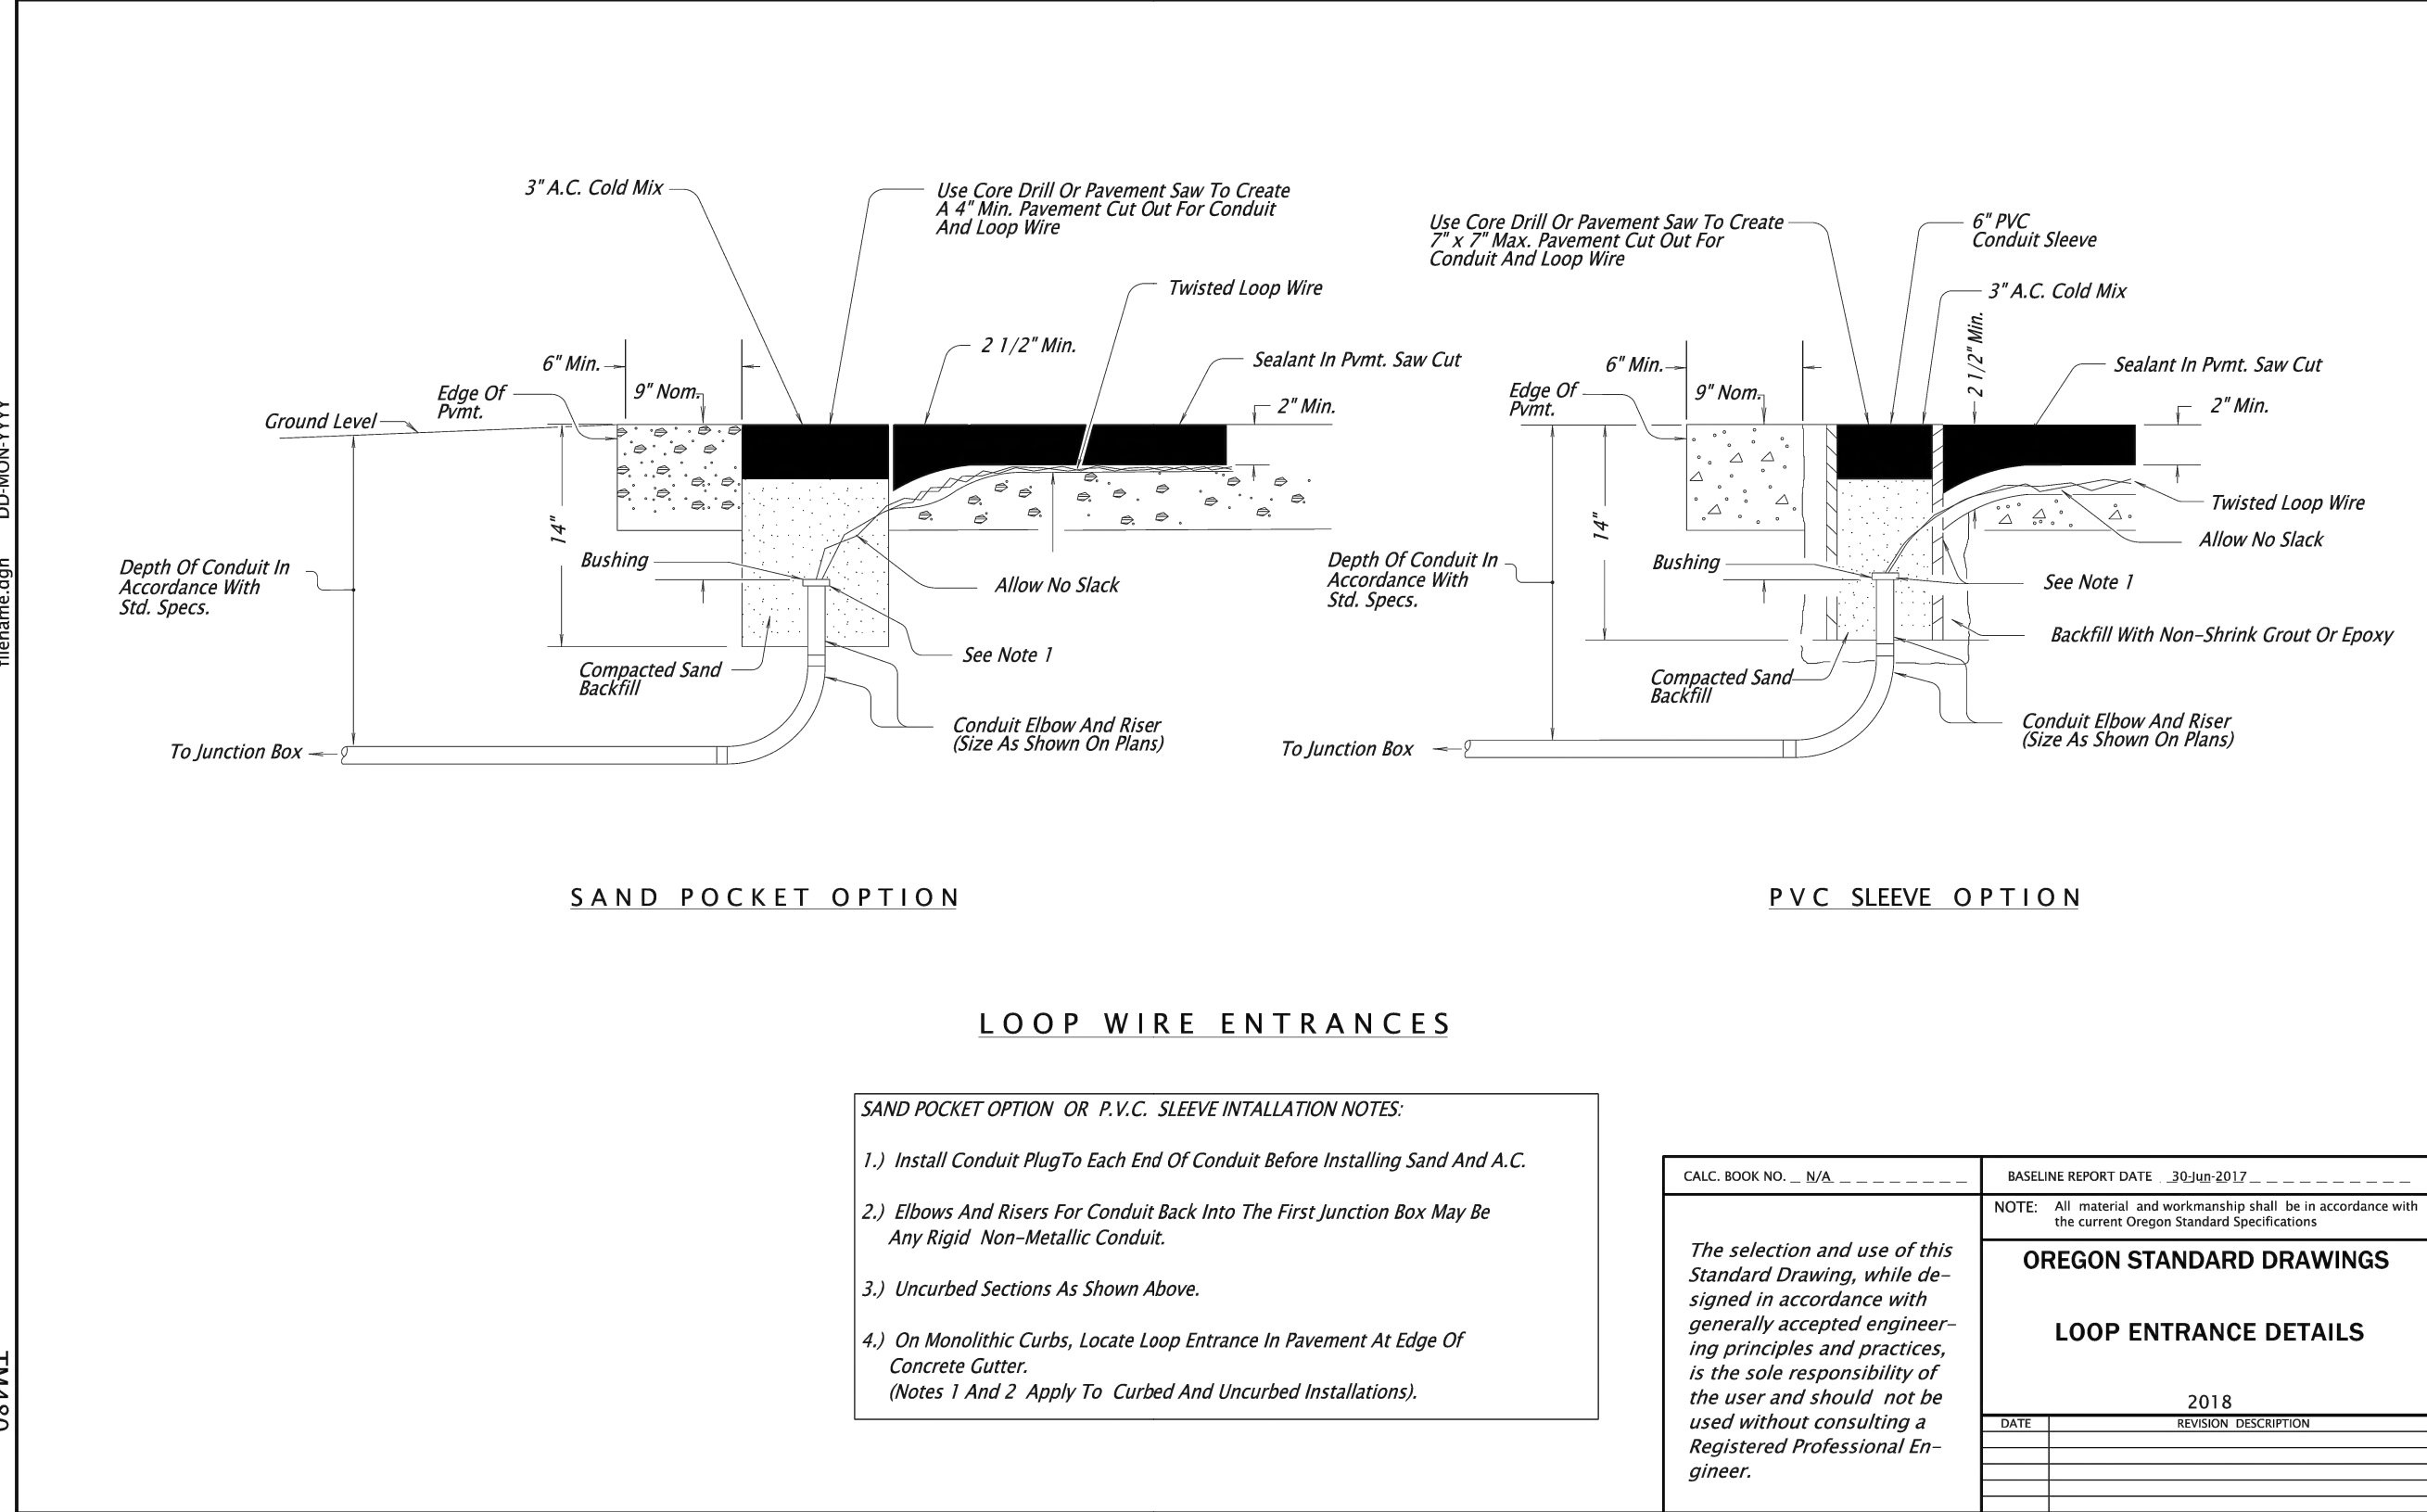 3" A.C. Cold Mix
Use Core Drill Or Pavement Saw To Create
A 4" Min. Pavement Cut Out For Conduit
And Loop Wire
Twisted Loop Wire
2 1/2" Min.
Sealant In Pvmt. Saw Cut
6" Min.
9" Nom.
2" Min.
Edge Of
Pvmt.
Ground Level
14"
Bushing
Depth Of Conduit In
Accordance With
Std. Specs.
Allow No Slack
See Note 1
Compacted Sand
Backfill
Conduit Elbow And Riser
(Size As Shown On Plans)
To Junction Box
SAND POCKET OPTION
Use Core Drill Or Pavement Saw To Create
7" x 7" Max. Pavement Cut Out For
Conduit And Loop Wire
6" PVC
Conduit Sleeve
3" A.C. Cold Mix
2 1/2" Min.
6" Min.
Sealant In Pvmt. Saw Cut
Edge Of
Pvmt.
9" Nom.
2" Min.
14"
Twisted Loop Wire
Allow No Slack
Depth Of Conduit In
Accordance With
Std. Specs.
Bushing
See Note 1
Backfill With Non-Shrink Grout Or Epoxy
Compacted Sand
Backfill
Conduit Elbow And Riser
(Size As Shown On Plans)
To Junction Box
PVC SLEEVE OPTION
LOOP WIRE ENTRANCES
SAND POCKET OPTION OR P.V.C. SLEEVE INTALLATION NOTES:
1.) Install Conduit PlugTo Each End Of Conduit Before Installing Sand And A.C.
2.) Elbows And Risers For Conduit Back Into The First Junction Box May Be
Any Rigid Non-Metallic Conduit.
3.) Uncurbed Sections As Shown Above.
4.) On Monolithic Curbs, Locate Loop Entrance In Pavement At Edge Of
Concrete Gutter.
(Notes 1 And 2 Apply To Curbed And Uncurbed Installations).
CALC. BOOK NO. N/A
BASELINE REPORT DATE 30-Jun-2017
NOTE: All material and workmanship shall be in accordance with
the current Oregon Standard Specifications
The selection and use of this
Standard Drawing, while de-
signed in accordance with
generally accepted engineer-
ing principles and practices,
is the sole responsibility of
the user and should not be
used without consulting a
Registered Professional En-
gineer.
OREGON STANDARD DRAWINGS
LOOP ENTRANCE DETAILS
2018
DATE
REVISION DESCRIPTION
filename.dgn
DD-MON-YYYY
TM480